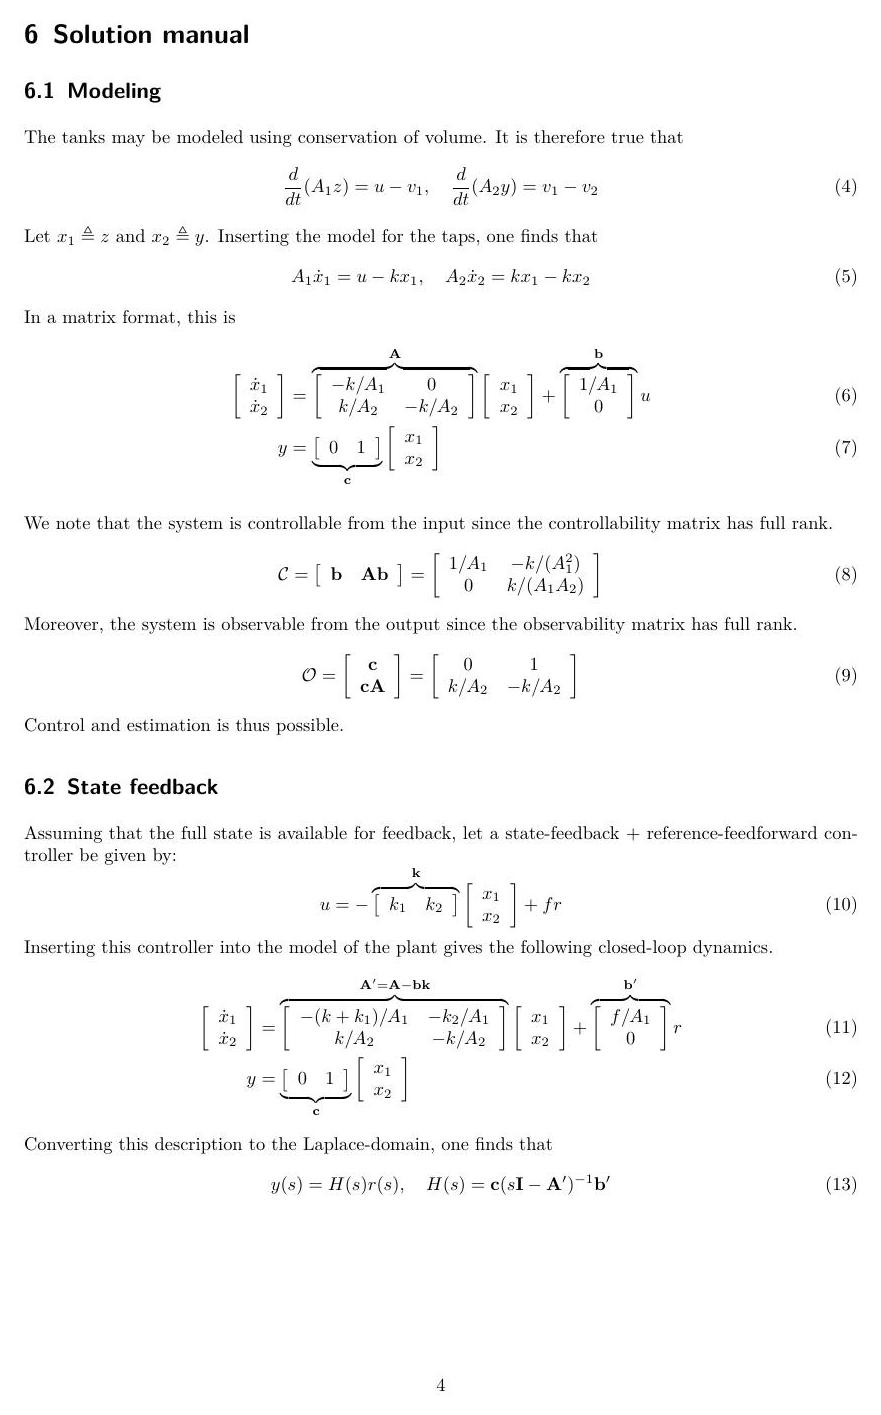 6 Solution manual
6.1 Modeling
The tanks may be modeled using conservation of volume. It is therefore true that
d/dt (A₁z) = u − v₁, d/dt (A₂y) = v₁ − v₂ (4)
Let x₁ ≜ z and x₂ ≜ y. Inserting the model for the taps, one finds that
A₁ẋ₁ = u − kx₁, A₂ẋ₂ = kx₁ − kx₂ (5)
In a matrix format, this is
A b
[ ẋ₁ ; ẋ₂ ] = [ −k/A₁ 0 ; k/A₂ −k/A₂ ] [ x₁ ; x₂ ] + [ 1/A₁ ; 0 ] u (6)
y = [ 0 1 ] [ x₁ ; x₂ ] (7)
c
We note that the system is controllable from the input since the controllability matrix has full rank.
𝒞 = [ b Ab ] = [ 1/A₁ −k/(A₁²) ; 0 k/(A₁A₂) ] (8)
Moreover, the system is observable from the output since the observability matrix has full rank.
𝒪 = [ c ; cA ] = [ 0 1 ; k/A₂ −k/A₂ ] (9)
Control and estimation is thus possible.
6.2 State feedback
Assuming that the full state is available for feedback, let a state-feedback + reference-feedforward con-
troller be given by:
k
u = − [ k₁ k₂ ] [ x₁ ; x₂ ] + fr (10)
Inserting this controller into the model of the plant gives the following closed-loop dynamics.
A′=A−bk b′
[ ẋ₁ ; ẋ₂ ] = [ −(k + k₁)/A₁ −k₂/A₁ ; k/A₂ −k/A₂ ] [ x₁ ; x₂ ] + [ f/A₁ ; 0 ] r (11)
y = [ 0 1 ] [ x₁ ; x₂ ] (12)
c
Converting this description to the Laplace-domain, one finds that
y(s) = H(s)r(s), H(s) = c(sI − A′)⁻¹b′ (13)
4